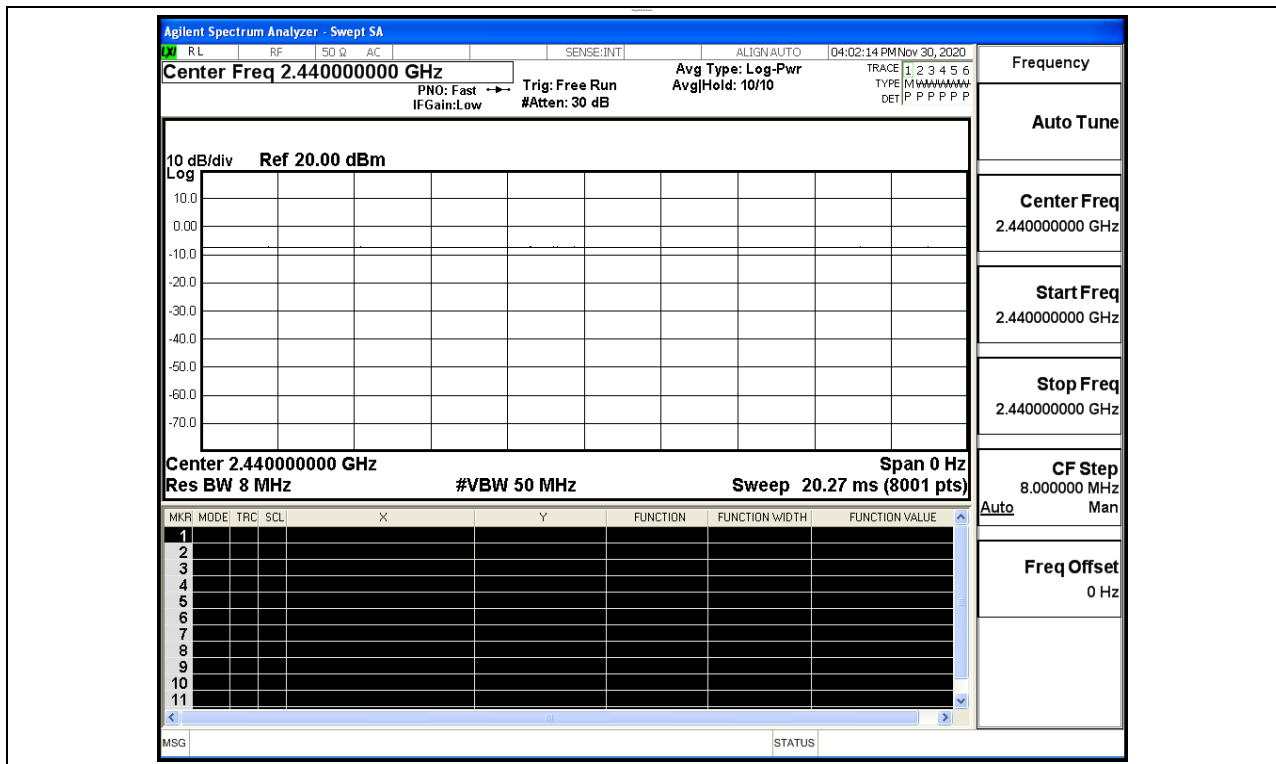 Agilent Spectrum Analyzer - Swept SA
LXI RL RF 50 Ω AC SENSE:INT ALIGN AUTO 04:02:14 PM Nov 30, 2020
Center Freq 2.440000000 GHz
PNO: Fast
IFGain:Low
Trig: Free Run
#Atten: 30 dB
Avg Type: Log-Pwr
Avg|Hold: 10/10
TRACE 1 2 3 4 5 6
TYPE M WWWWW
DET P P P P P P
10 dB/div Ref 20.00 dBm
Log
10.0
0.00
-10.0
-20.0
-30.0
-40.0
-50.0
-60.0
-70.0
Center 2.440000000 GHz Span 0 Hz
Res BW 8 MHz #VBW 50 MHz Sweep 20.27 ms (8001 pts)
MKR MODE TRC SCL X Y FUNCTION FUNCTION WIDTH FUNCTION VALUE
1
2
3
4
5
6
7
8
9
10
11
MSG STATUS
Frequency
Auto Tune
Center Freq
2.440000000 GHz
Start Freq
2.440000000 GHz
Stop Freq
2.440000000 GHz
CF Step
8.000000 MHz
Auto Man
Freq Offset
0 Hz